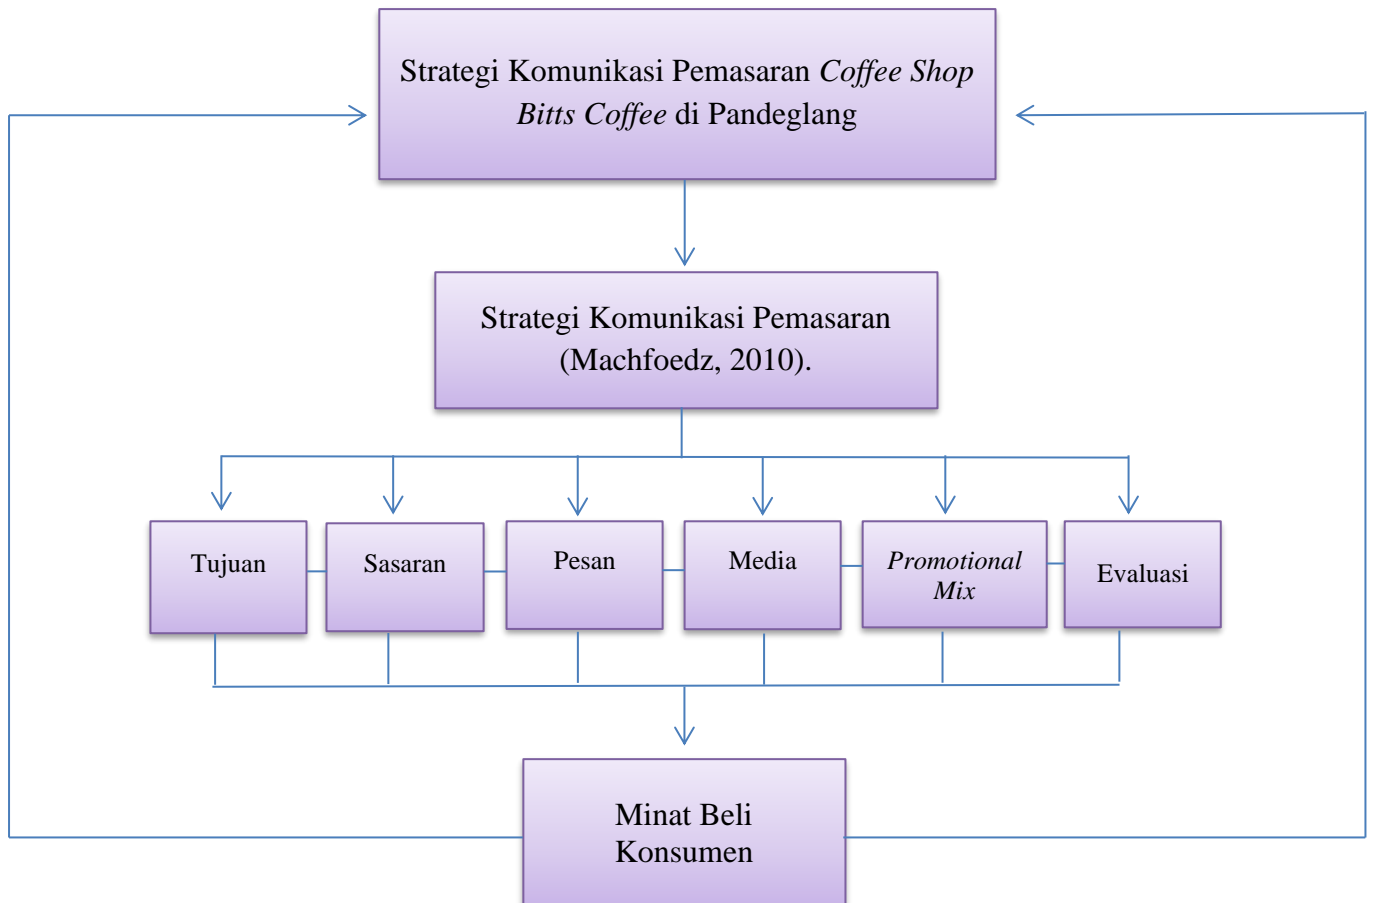 Strategi Komunikasi Pemasaran Coffee Shop
Bitts Coffee di Pandeglang
Strategi Komunikasi Pemasaran
(Machfoedz, 2010).
Tujuan
Sasaran
Pesan
Media
Promotional
Mix
Evaluasi
Minat Beli
Konsumen